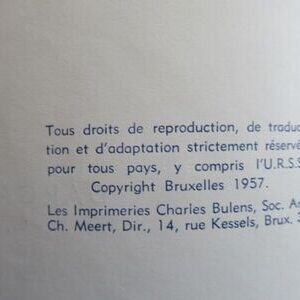 Tous droits de reproduction, de traduc
tion et d'adaptation strictement réservé
pour tous pays, y compris l'U.R.S.S
Copyright Bruxelles 1957.
Les Imprimeries Charles Bulens, Soc. An
Ch. Meert, Dir., 14, rue Kessels, Brux. 3